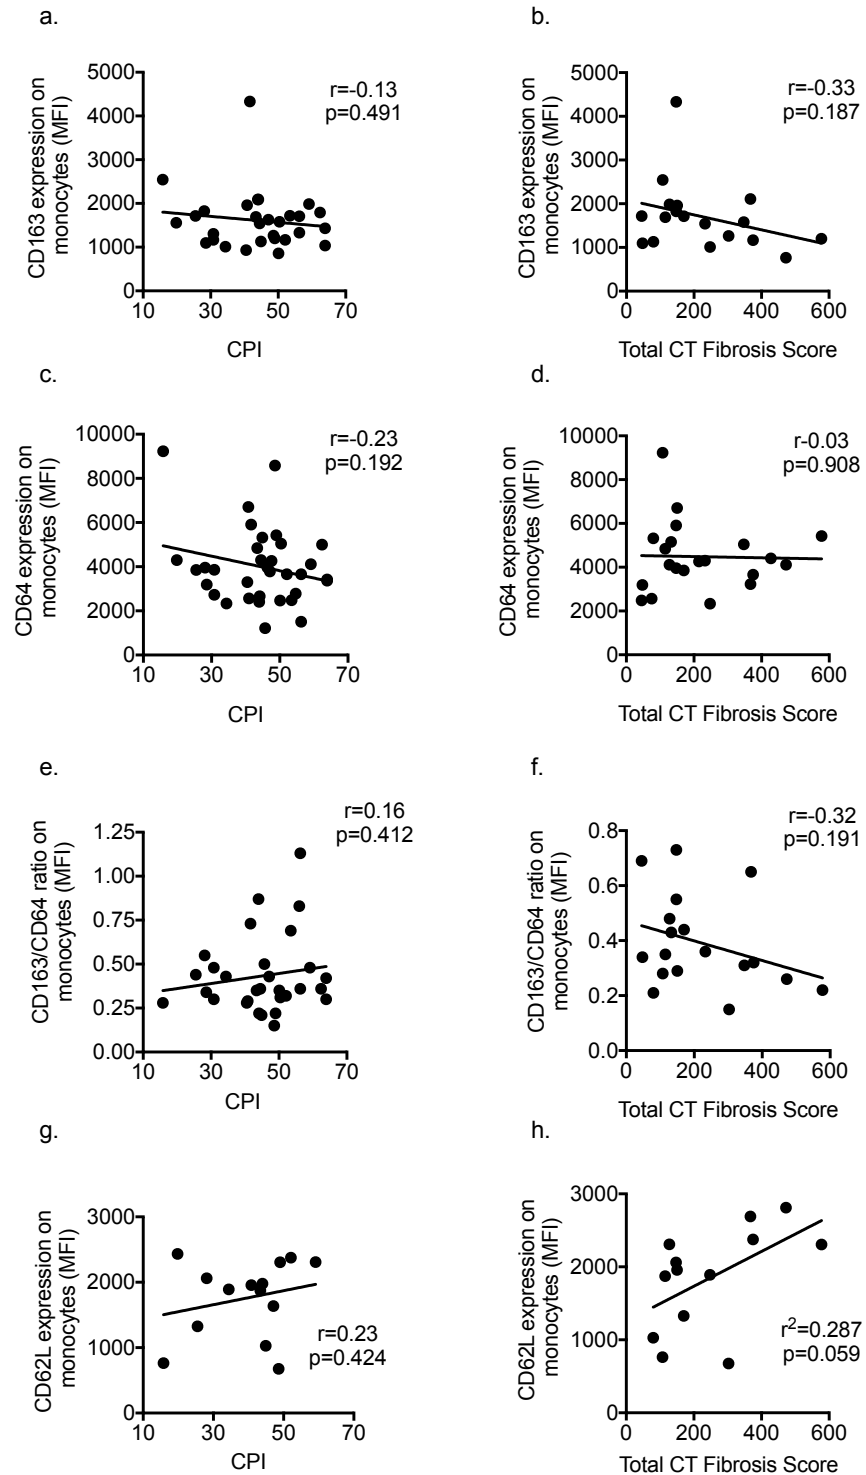 a.
CD163 expression on
monocytes (MFI)
5000
4000
3000
2000
1000
0
10
30
50
70
CPI
r=-0.13
p=0.491
b.
CD163 expression on
monocytes (MFI)
5000
4000
3000
2000
1000
0
0
200
400
600
Total CT Fibrosis Score
r=-0.33
p=0.187
c.
CD64 expression on
monocytes (MFI)
10000
8000
6000
4000
2000
0
10
30
50
70
CPI
r=-0.23
p=0.192
d.
CD64 expression on
monocytes (MFI)
10000
8000
6000
4000
2000
0
0
200
400
600
Total CT Fibrosis Score
r-0.03
p=0.908
e.
CD163/CD64 ratio on
monocytes (MFI)
1.25
1.00
0.75
0.50
0.25
0.00
10
30
50
70
CPI
r=0.16
p=0.412
f.
CD163/CD64 ratio on
monocytes (MFI)
0.8
0.6
0.4
0.2
0.0
0
200
400
600
Total CT Fibrosis Score
r=-0.32
p=0.191
g.
CD62L expression on
monocytes (MFI)
3000
2000
1000
0
10
30
50
70
CPI
r=0.23
p=0.424
h.
CD62L expression on
monocytes (MFI)
3000
2000
1000
0
0
200
400
600
Total CT Fibrosis Score
r²=0.287
p=0.059